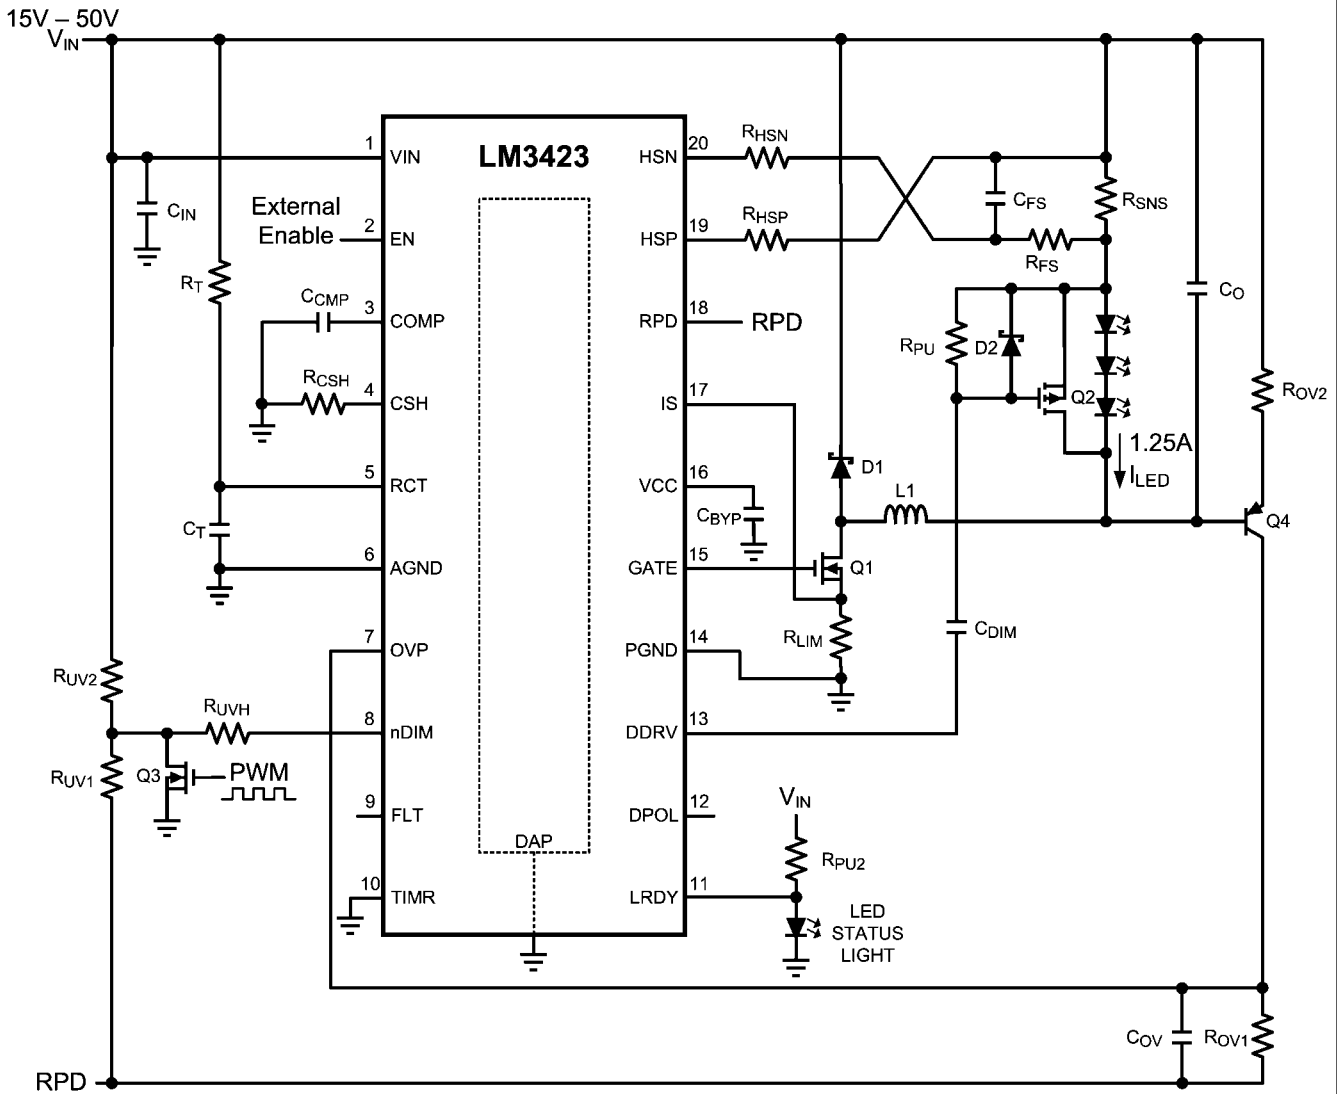 15V – 50V
VIN
LM3423
1 VIN
CIN
External
Enable
2 EN
RT
CCMP
3 COMP
RCSH
4 CSH
5 RCT
CT
6 AGND
7 OVP
RUV2
RUVH
8 nDIM
RUV1
Q3
PWM
9 FLT
10 TIMR
DAP
HSN 20
RHSN
HSP 19
RHSP
RPD 18
RPD
IS 17
VCC 16
CBYP
GATE 15
Q1
PGND 14
RLIM
DDRV 13
DPOL 12
LRDY 11
CFS
RSNS
RFS
CO
RPU
D2
Q2
ROV2
1.25A
ILED
D1
L1
Q4
CDIM
VIN
RPU2
LED
STATUS
LIGHT
COV
ROV1
RPD